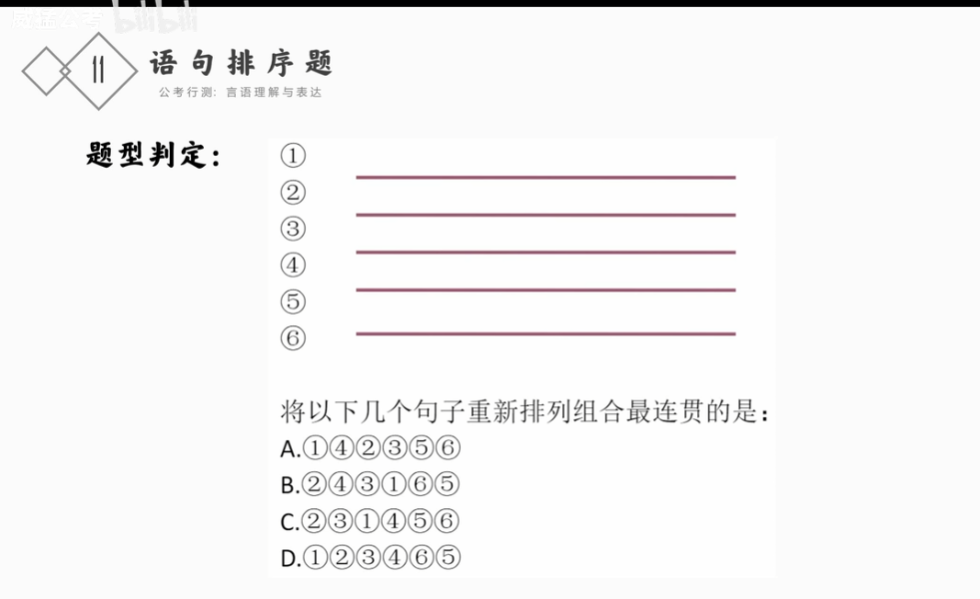 bilibili
11
语句排序题
公考行测: 言语理解与表达
题型判定:
①
②
③
④
⑤
⑥
将以下几个句子重新排列组合最连贯的是:
A.①④②③⑤⑥
B.②④③①⑥⑤
C.②③①④⑤⑥
D.①②③④⑥⑤